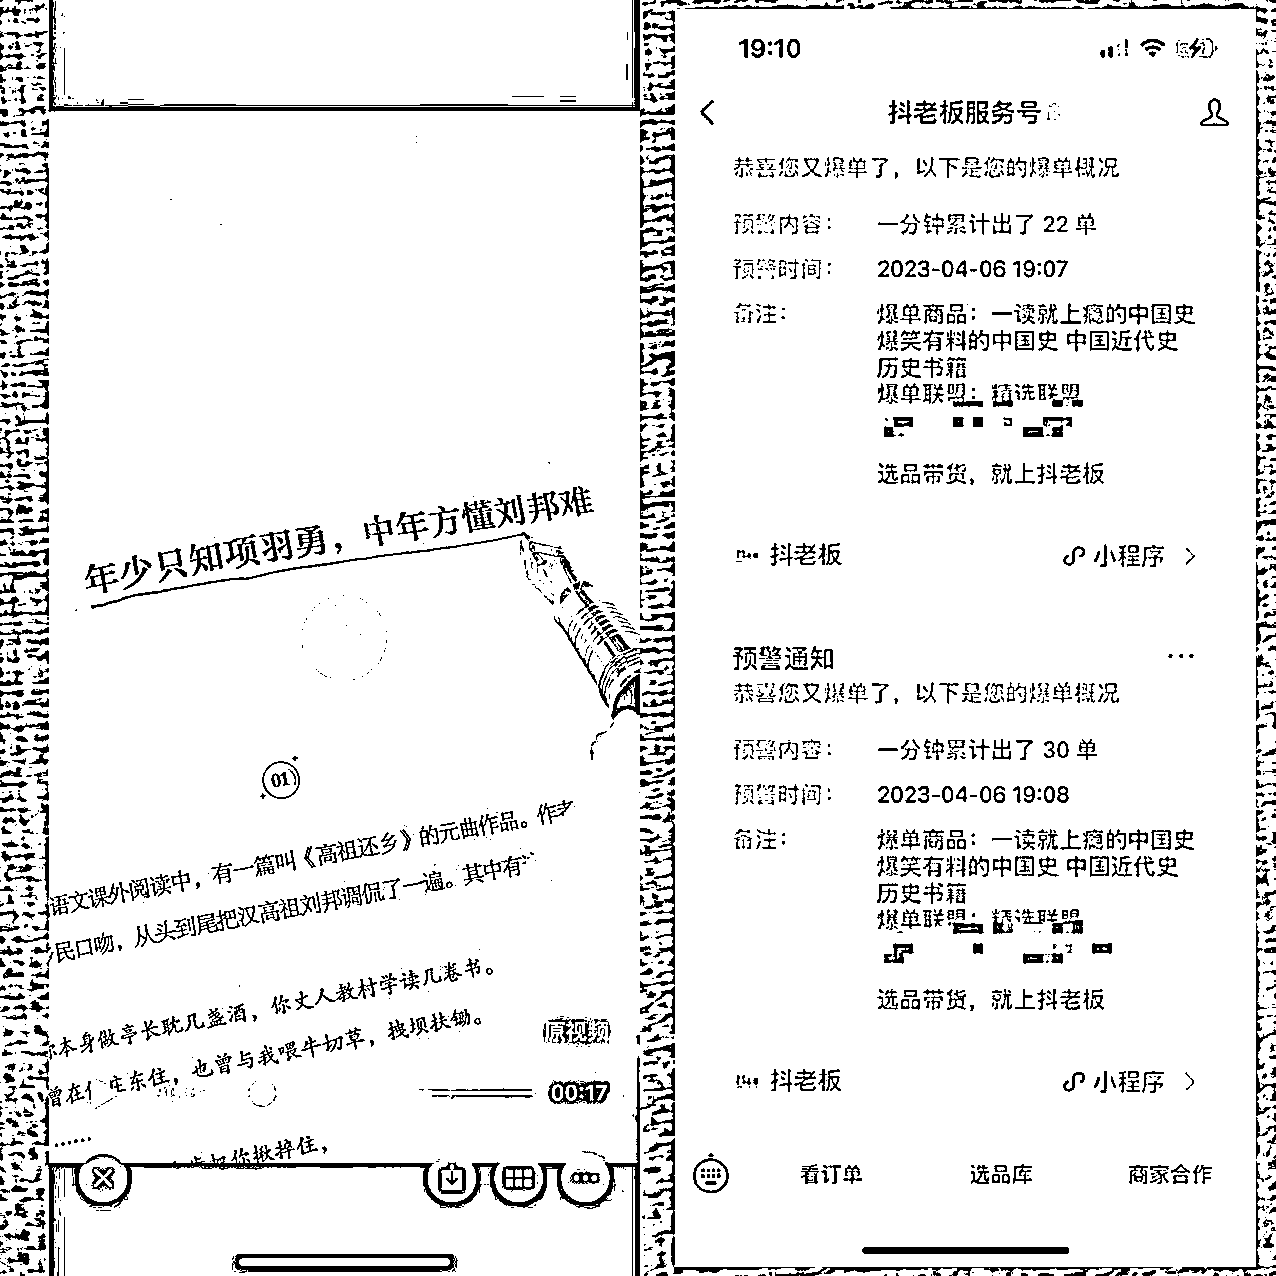 年少只知项羽勇，中年方懂刘邦难
01
语文课外阅读中，有一篇叫《高祖还乡》的元曲作品。作
民口吻，从头到尾把汉高祖刘邦调侃了一遍。其中有
本身做亭长耽几盏酒，你丈人教村学读几卷书。
曾在 庄东住，也曾与我喂牛切草，拽坝扶锄。
原视频
00:17
……
你揪捽住，
19:10
抖老板服务号
恭喜您又爆单了，以下是您的爆单概况
预警内容： 一分钟累计出了 22 单
预警时间： 2023-04-06 19:07
备注： 爆单商品：一读就上瘾的中国史
爆笑有料的中国史 中国近代史
历史书籍
爆单联盟：精选联盟
选品带货，就上抖老板
抖老板 小程序
预警通知
恭喜您又爆单了，以下是您的爆单概况
预警内容： 一分钟累计出了 30 单
预警时间： 2023-04-06 19:08
备注： 爆单商品：一读就上瘾的中国史
爆笑有料的中国史 中国近代史
历史书籍
爆单联盟：精选联盟
选品带货，就上抖老板
抖老板 小程序
看订单 选品库 商家合作